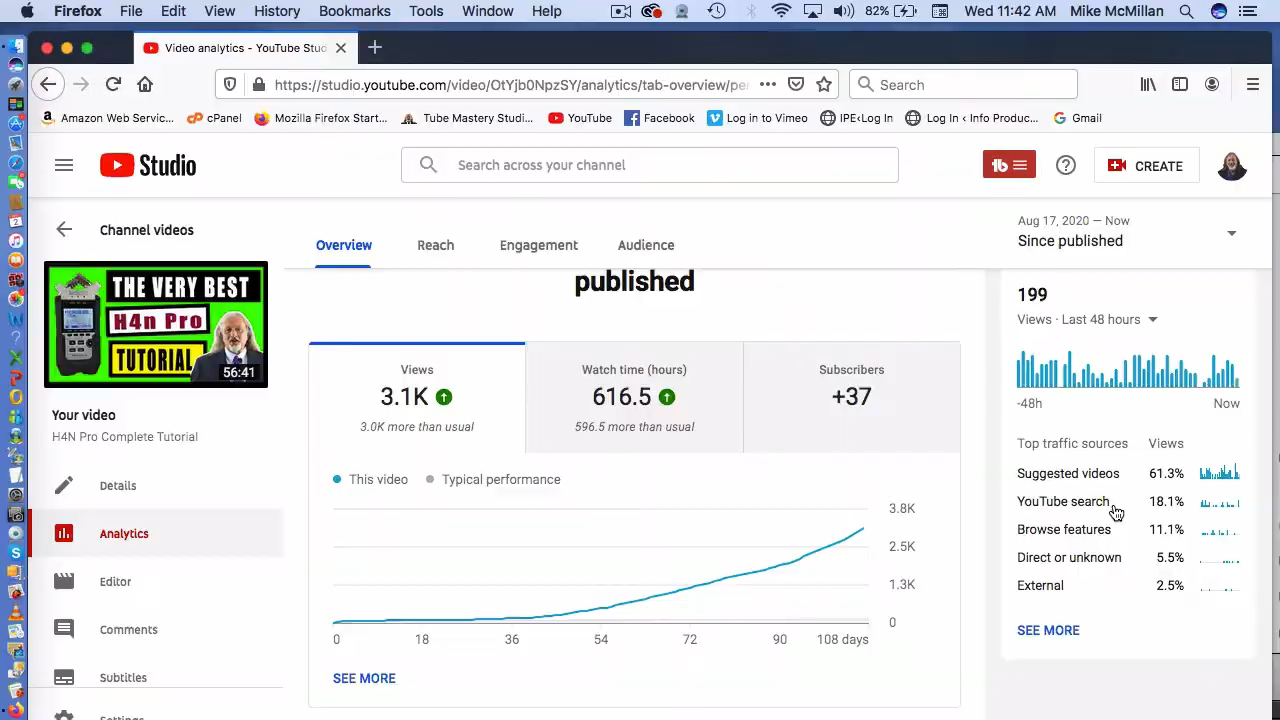 Firefox File Edit View History Bookmarks Tools Window Help 82% Wed 11:42 AM Mike McMillan
Video analytics - YouTube Stud
https://studio.youtube.com/video/OtYjb0NpzSY/analytics/tab-overview/pe
Search
Amazon Web Servic... cPanel Mozilla Firefox Start... Tube Mastery Studi... YouTube Facebook Log in to Vimeo IPE‹Log In Log In ‹ Info Produc... Gmail
Studio
Search across your channel
CREATE
Channel videos
Overview Reach Engagement Audience
Aug 17, 2020 – Now
Since published
THE VERY BEST
H4n Pro
TUTORIAL
56:41
Your video
H4N Pro Complete Tutorial
Details
Analytics
Editor
Comments
Subtitles
published
Views
3.1K
3.0K more than usual
Watch time (hours)
616.5
596.5 more than usual
Subscribers
+37
This video Typical performance
3.8K
2.5K
1.3K
0
0 18 36 54 72 90 108 days
SEE MORE
199
Views · Last 48 hours
-48h Now
Top traffic sources Views
Suggested videos 61.3%
YouTube search 18.1%
Browse features 11.1%
Direct or unknown 5.5%
External 2.5%
SEE MORE